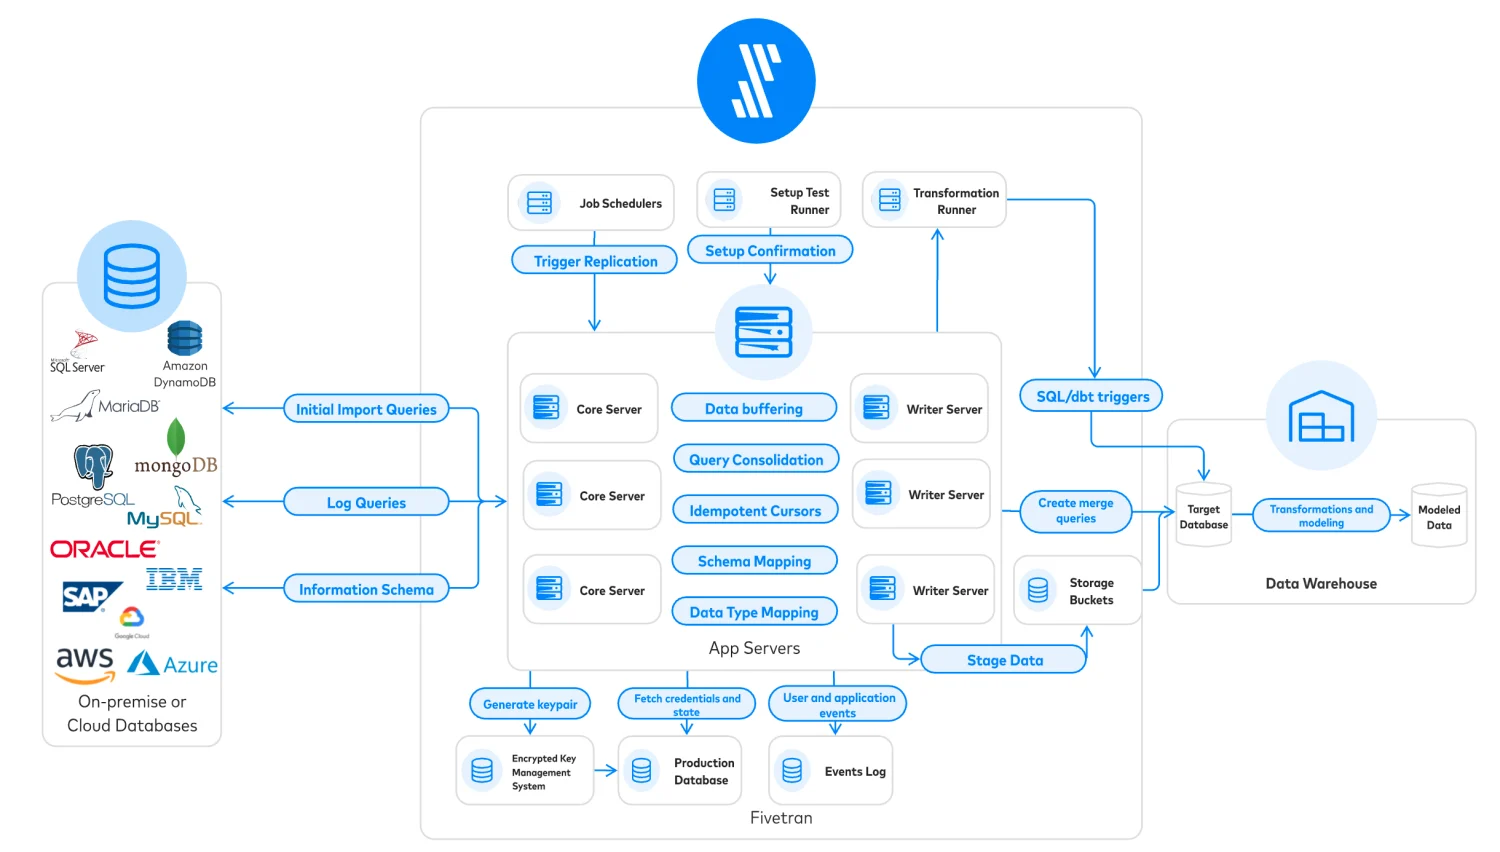 Job Schedulers
Setup Test
Runner
Transformation
Runner
Trigger Replication
Setup Confirmation
Microsoft
SQL Server
Amazon
DynamoDB
MariaDB
mongoDB
PostgreSQL
MySQL
ORACLE
IBM
SAP
Google Cloud
aws
Azure
On-premise or
Cloud Databases
Initial Import Queries
Log Queries
Information Schema
Core Server
Core Server
Core Server
Data buffering
Query Consolidation
Idempotent Cursors
Schema Mapping
Data Type Mapping
App Servers
Writer Server
Writer Server
Writer Server
SQL/dbt triggers
Create merge
queries
Storage
Buckets
Stage Data
Target
Database
Transformations and
modeling
Modeled
Data
Data Warehouse
Generate keypair
Fetch credentials and
state
User and application
events
Encrypted Key
Management
System
Production
Database
Events Log
Fivetran